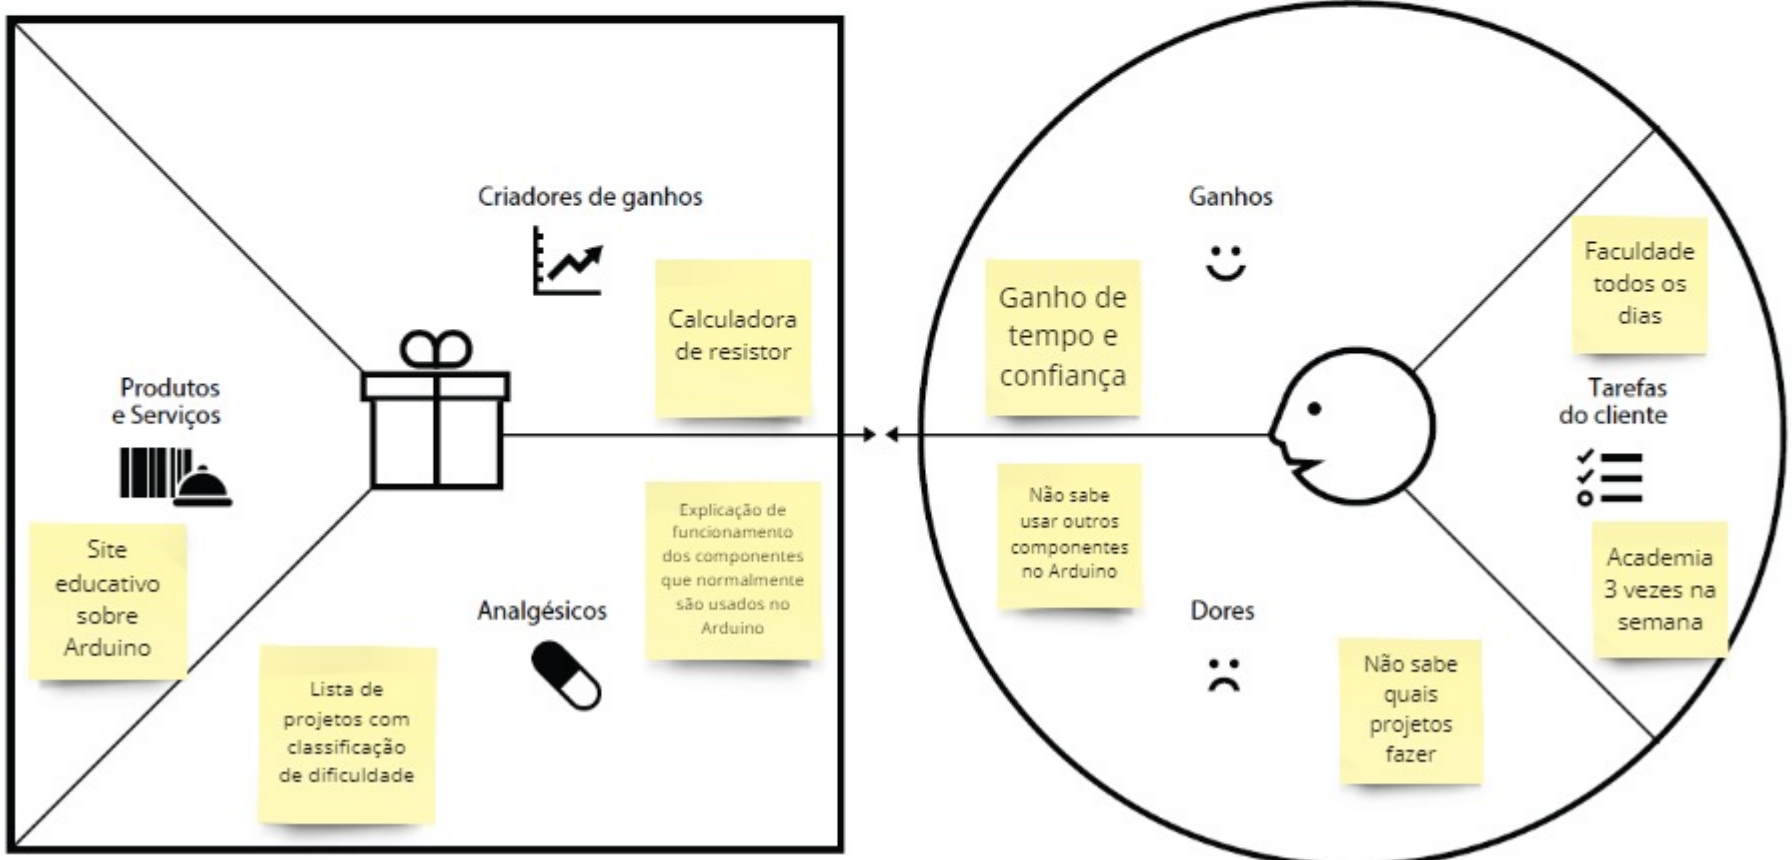 Criadores de ganhos
Calculadora
de resistor
Produtos
e Serviços
Site
educativo
sobre
Arduino
Explicação de
funcionamento
dos componentes
que normalmente
são usados no
Arduino
Analgésicos
Lista de
projetos com
classificação
de dificuldade
Ganhos
Ganho de
tempo e
confiança
Faculdade
todos os
dias
Tarefas
do cliente
Academia
3 vezes na
semana
Não sabe
usar outros
componentes
no Arduino
Dores
Não sabe
quais
projetos
fazer